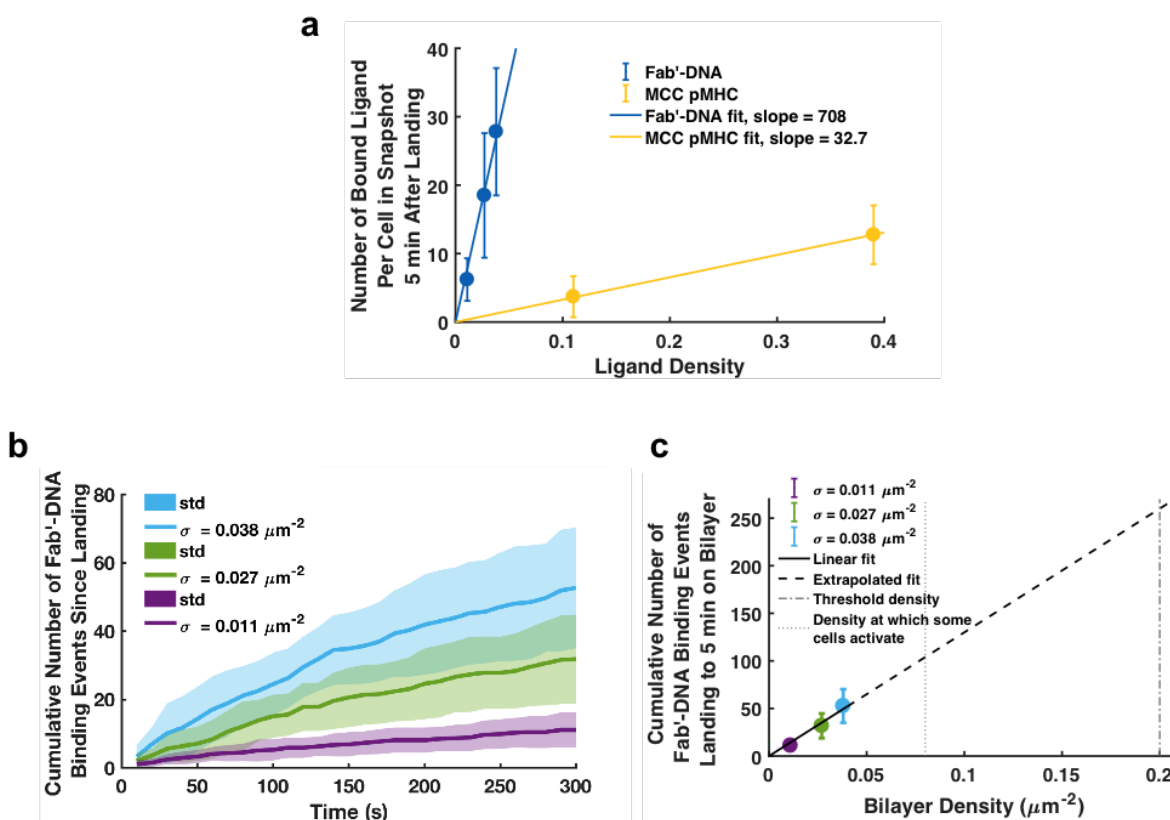 a
Number of Bound Ligand
Per Cell in Snapshot
5 min After Landing
40
30
20
10
0
Fab'-DNA
MCC pMHC
Fab'-DNA fit, slope = 708
MCC pMHC fit, slope = 32.7
0 0.1 0.2 0.3 0.4
Ligand Density
b
Cumulative Number of Fab'-DNA
Binding Events Since Landing
80
60
40
20
0
std
σ = 0.038 μm-2
std
σ = 0.027 μm-2
std
σ = 0.011 μm-2
0 50 100 150 200 250 300
Time (s)
c
Cumulative Number of
Fab'-DNA Binding Events
Landing to 5 min on Bilayer
250
200
150
100
50
0
σ = 0.011 μm-2
σ = 0.027 μm-2
σ = 0.038 μm-2
Linear fit
Extrapolated fit
Threshold density
Density at which some
cells activate
0 0.05 0.1 0.15 0.2
Bilayer Density (μm-2)